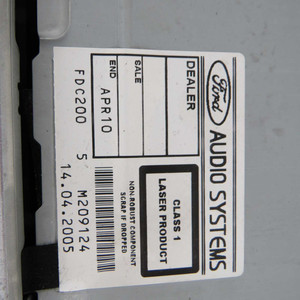 Ford AUDIO SYSTEMS
DEALER
SALE
END APR10
CLASS 1
LASER PRODUCT
NON ROBUST COMPONENT
SCRAP IF DROPPED
FDC200 5 M209124
14.04.2005